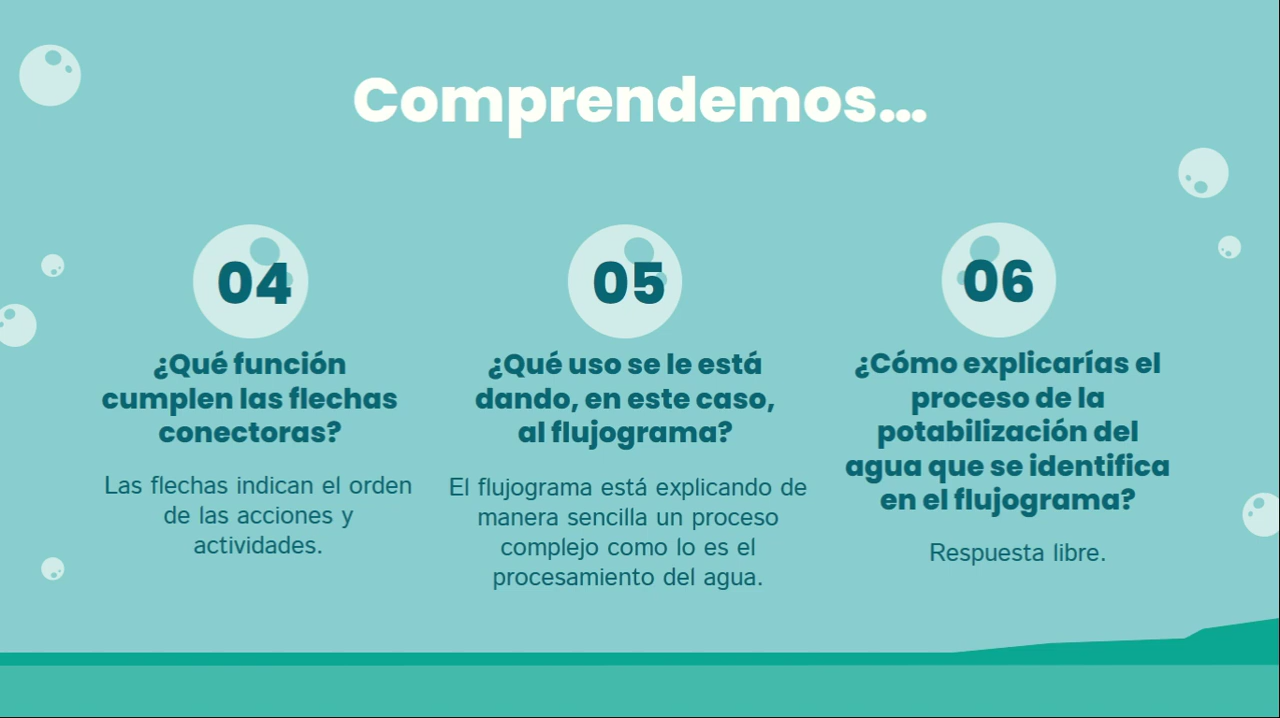 Comprendemos...
04
¿Qué función
cumplen las flechas
conectoras?
Las flechas indican el orden
de las acciones y
actividades.
05
¿Qué uso se le está
dando, en este caso,
al flujograma?
El flujograma está explicando de
manera sencilla un proceso
complejo como lo es el
procesamiento del agua.
06
¿Cómo explicarías el
proceso de la
potabilización del
agua que se identifica
en el flujograma?
Respuesta libre.